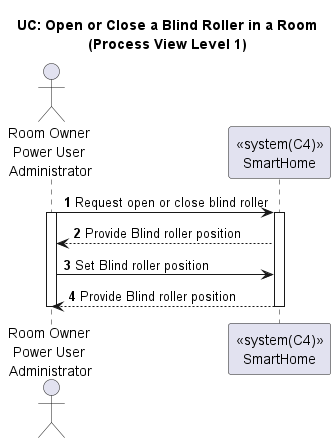 UC: Open or Close a Blind Roller in a Room
(Process View Level 1)
Room Owner
Power User
Administrator
«system(C4)»
SmartHome
1 Request open or close blind roller
2 Provide Blind roller position
3 Set Blind roller position
4 Provide Blind roller position
Room Owner
Power User
Administrator
«system(C4)»
SmartHome